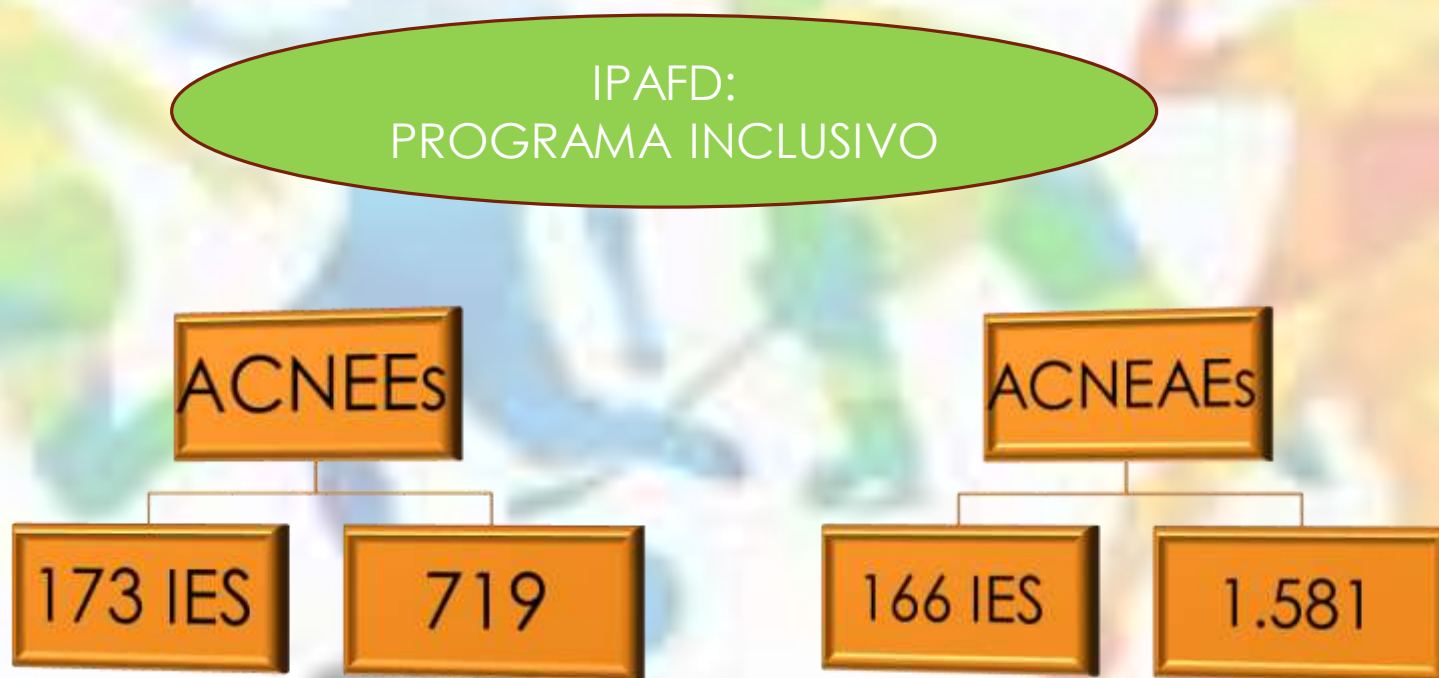 IPAFD:
PROGRAMA INCLUSIVO
ACNEEs
ACNEAEs
173 IES
719
166 IES
1.581